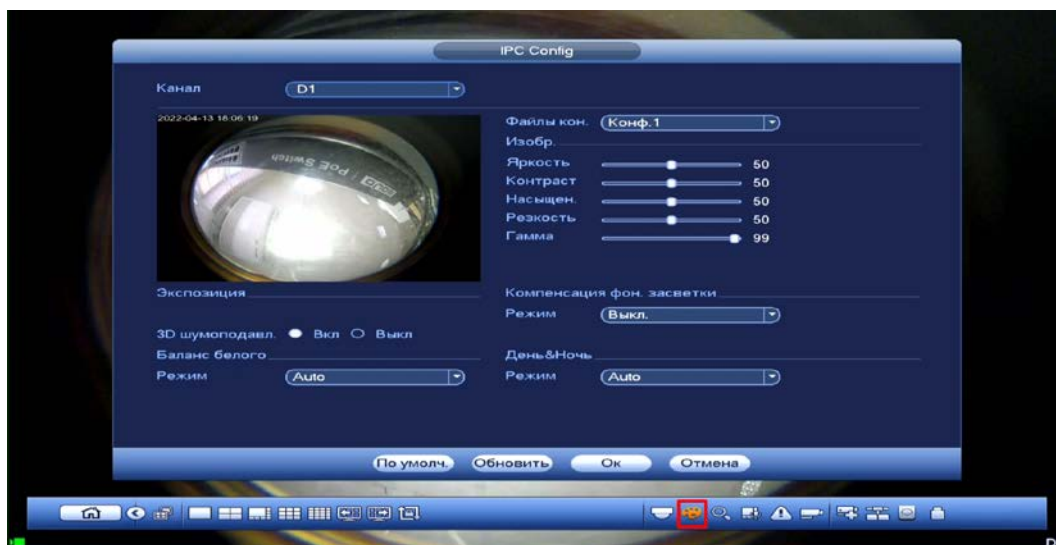 IPC Config
Канал D1
2022-04-13 18:06:19
PoE Switch
Файлы кон. Конф.1
Изобр.
Яркость 50
Контраст 50
Насыщен. 50
Резкость 50
Гамма 99
Экспозиция
Компенсация фон. засветки
Режим Выкл.
3D шумоподавл. Вкл Выкл
Баланс белого
День&Ночь
Режим Auto
Режим Auto
По умолч. Обновить Ок Отмена